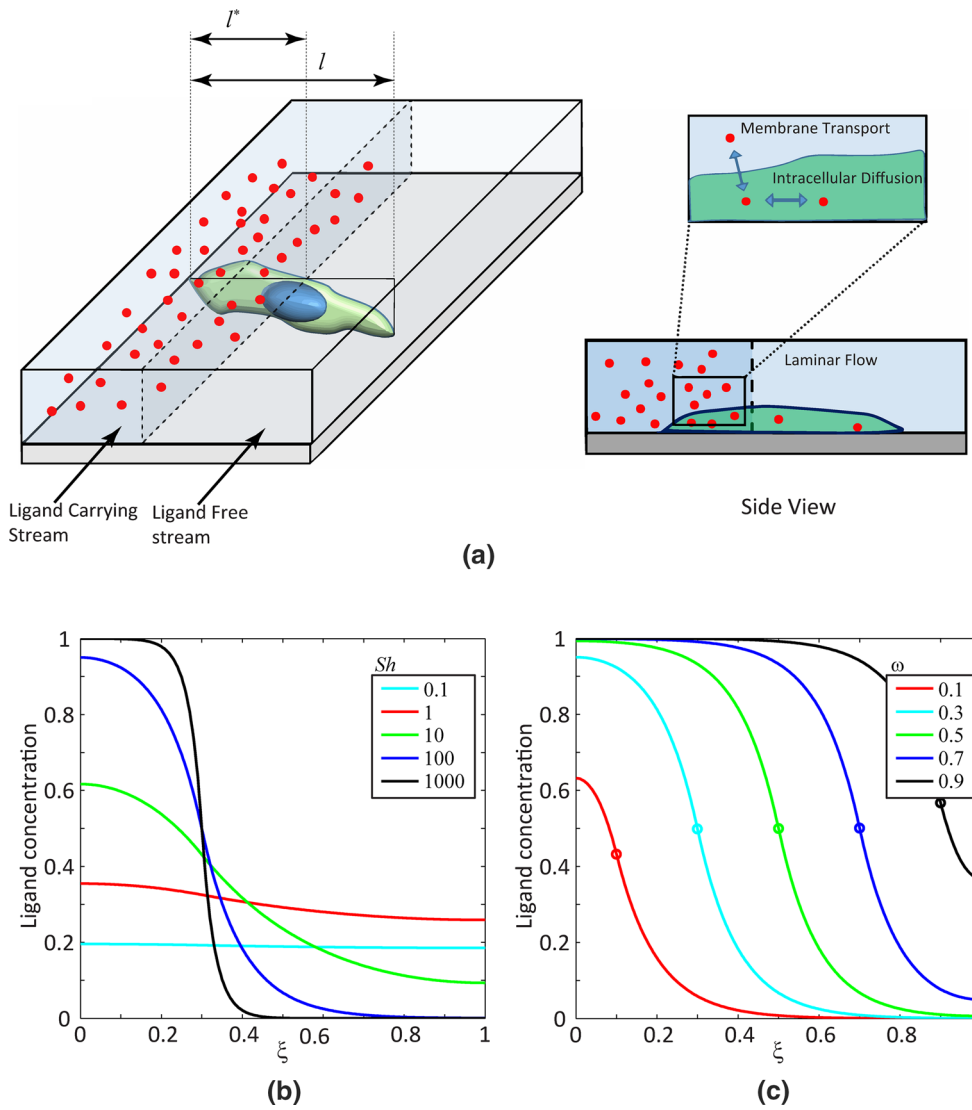 l*
l
Membrane Transport
Intracellular Diffusion
Laminar Flow
Ligand Carrying
Stream
Ligand Free
stream
Side View
(a)
Ligand concentration
1
0.8
0.6
0.4
0.2
0
0
0.2
0.4
0.6
0.8
1
ξ
Sh
0.1
1
10
100
1000
(b)
Ligand concentration
1
0.8
0.6
0.4
0.2
0
0
0.2
0.4
0.6
0.8
ξ
ω
0.1
0.3
0.5
0.7
0.9
(c)